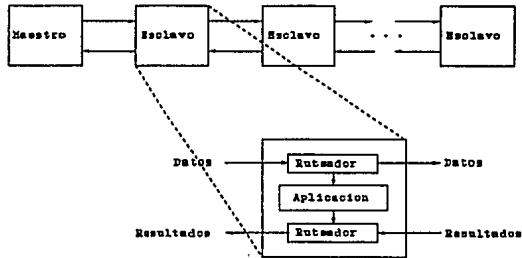 Maestro Esclavo Esclavo . . . Esclavo
Datos Ruteador Datos
Aplicacion
Resultados Ruteador Resultados